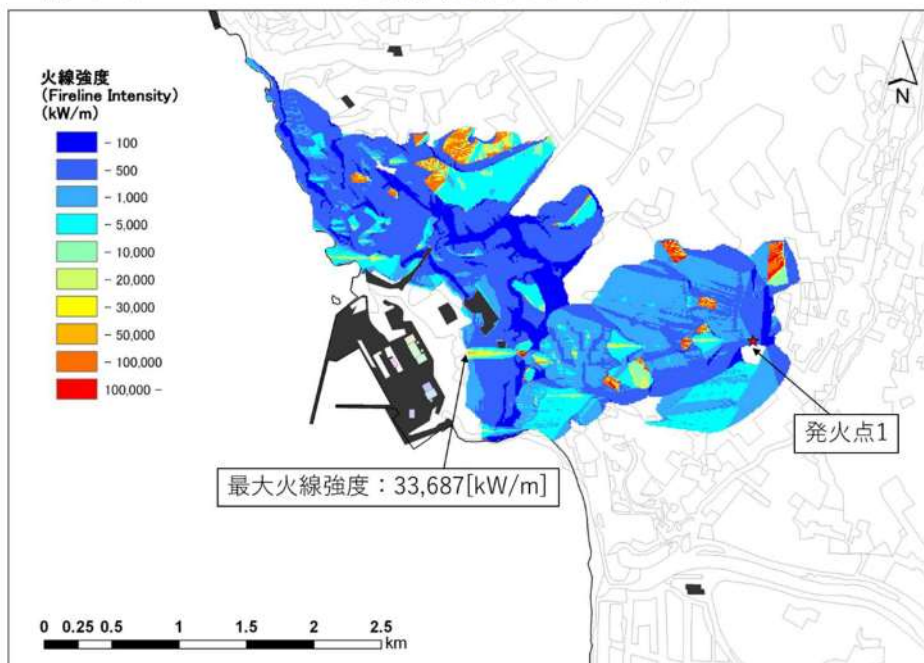 火線強度
(Fireline Intensity)
(kW/m)
- 100
- 500
- 1,000
- 5,000
- 10,000
- 20,000
- 30,000
- 50,000
- 100,000
100,000 -
N
発火点1
最大火線強度：33,687[kW/m]
0 0.25 0.5 1 1.5 2 2.5
km